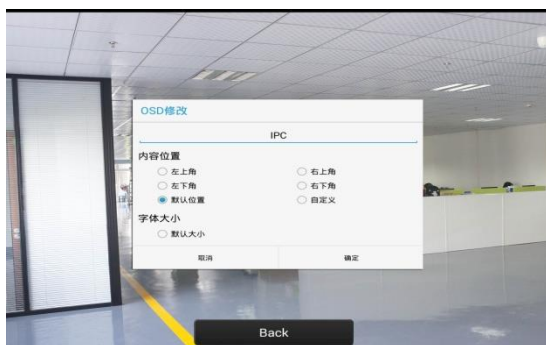 OSD修改
IPC
内容位置
左上角 右上角
左下角 右下角
默认位置 自定义
字体大小
默认大小
取消 确定
Back